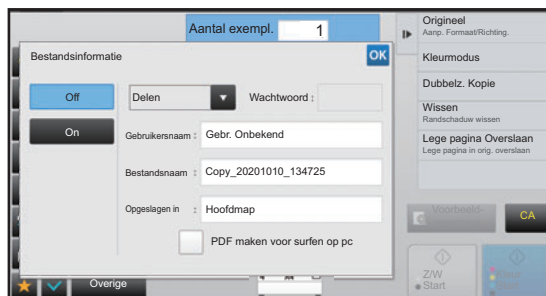 Aantal exempl. 1
Bestandsinformatie
OK
Off
On
Delen
Wachtwoord :
Gebruikersnaam : Gebr. Onbekend
Bestandsnaam : Copy_20201010_134725
Opgeslagen in : Hoofdmap
PDF maken voor surfen op pc
Overige
Origineel
Aanp. Formaat/Richting.
Kleurmodus
Dubbelz. Kopie
Wissen
Randschaduw wissen
Lege pagina Overslaan
Lege pagina in orig. overslaan
Voorbeeld-
CA
Z/W
Start